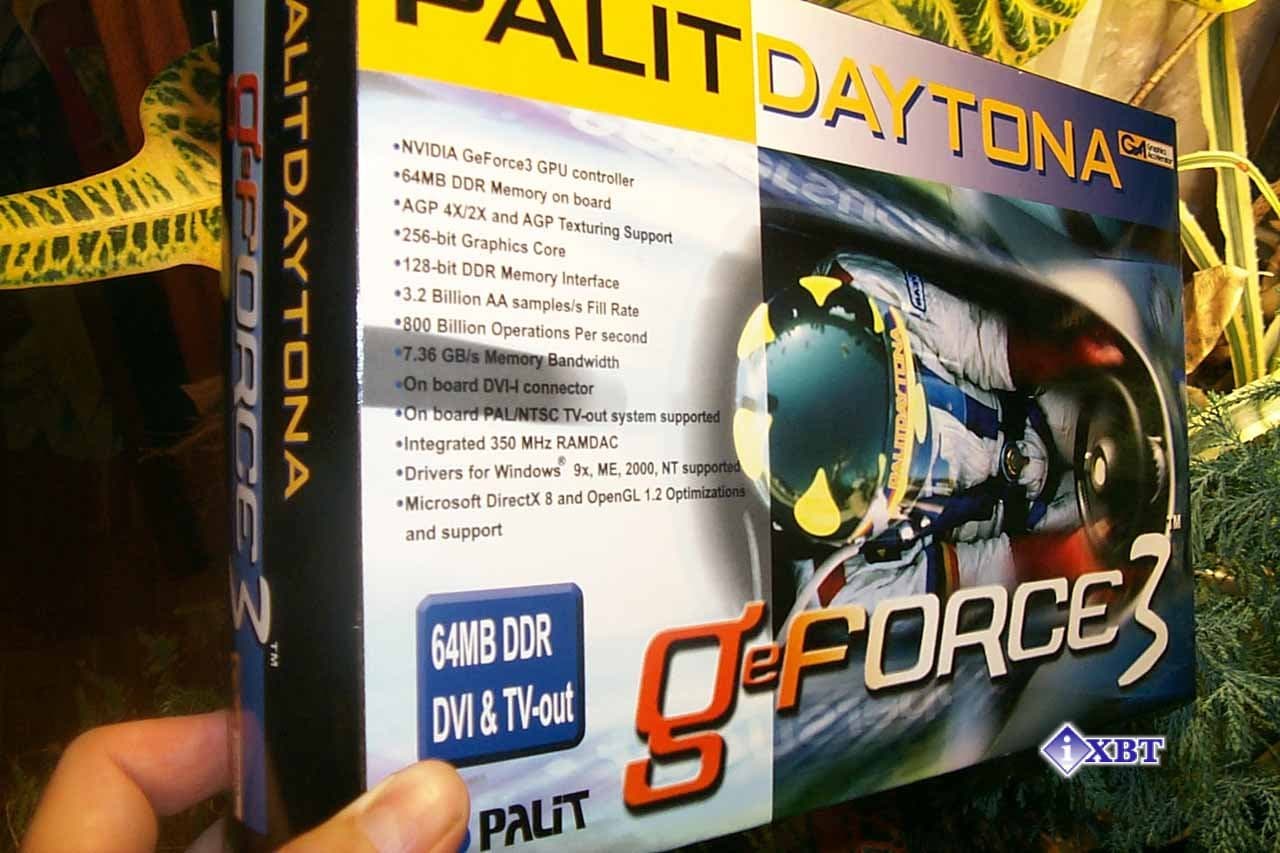 PALIT DAYTONA
GeFORCE3™
PALIT DAYTONA
GA Graphics Accelerator
•NVIDIA GeForce3 GPU controller
•64MB DDR Memory on board
•AGP 4X/2X and AGP Texturing Support
•256-bit Graphics Core
•128-bit DDR Memory Interface
•3.2 Billion AA samples/s Fill Rate
•800 Billion Operations Per second
•7.36 GB/s Memory Bandwidth
•On board DVI-I connector
•On board PAL/NTSC TV-out system supported
•Integrated 350 MHz RAMDAC
•Drivers for Windows® 9x, ME, 2000, NT supported
•Microsoft DirectX 8 and OpenGL 1.2 Optimizations
and support
PALITDAYTONA
64MB DDR
DVI & TV-out
geFORCE3™
iXBT
PALiT